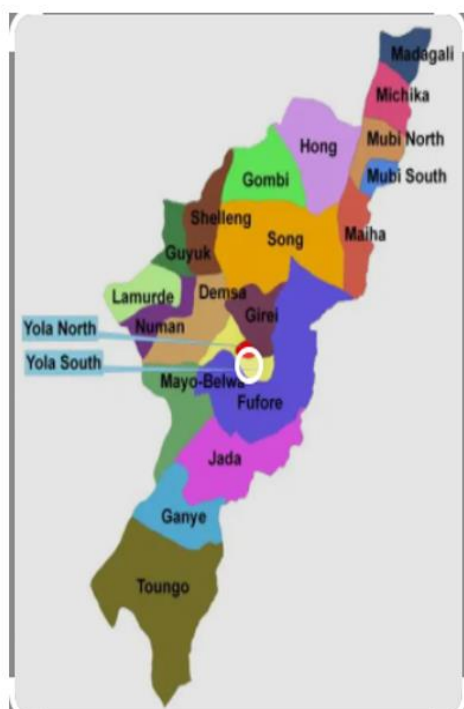 Madagali
Michika
Hong
Mubi North
Gombi
Mubi South
Shelleng
Song
Maiha
Guyuk
Lamurde
Demsa
Girei
Numan
Yola North
Yola South
Mayo-Belwa
Fufore
Jada
Ganye
Toungo